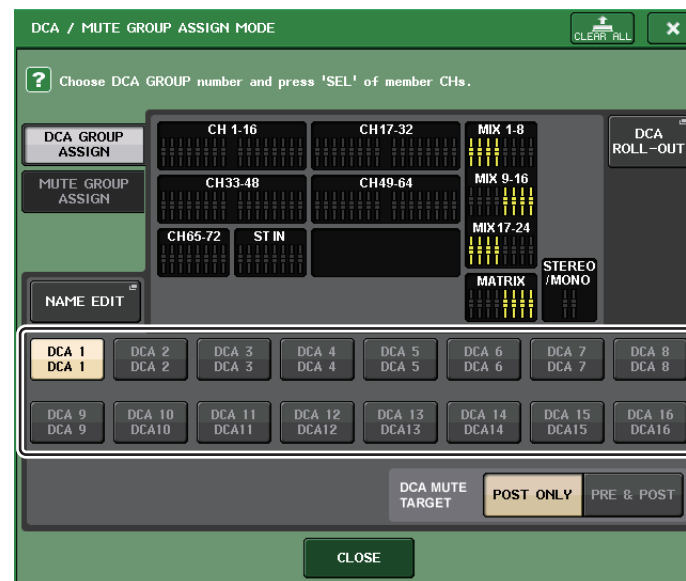 DCA / MUTE GROUP ASSIGN MODE
CLEAR ALL
? Choose DCA GROUP number and press 'SEL' of member CHs.
DCA GROUP
ASSIGN
MUTE GROUP
ASSIGN
NAME EDIT
CH 1-16
CH17-32
MIX 1-8
CH33-48
CH49-64
MIX 9-16
CH65-72
ST IN
MIX17-24
MATRIX
STEREO
/MONO
DCA
ROLL-OUT
DCA 1
DCA 1
DCA 2
DCA 2
DCA 3
DCA 3
DCA 4
DCA 4
DCA 5
DCA 5
DCA 6
DCA 6
DCA 7
DCA 7
DCA 8
DCA 8
DCA 9
DCA 9
DCA 10
DCA10
DCA 11
DCA11
DCA 12
DCA12
DCA 13
DCA13
DCA 14
DCA14
DCA 15
DCA15
DCA 16
DCA16
DCA MUTE
TARGET
POST ONLY
PRE & POST
CLOSE